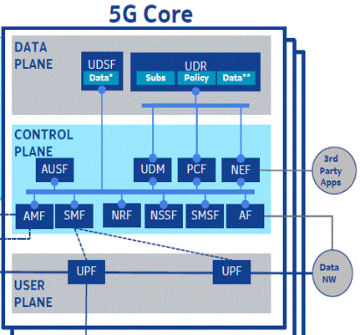 5G Core
DATA
PLANE
UDSF
Data*
UDR
Subs
Policy
Data**
CONTROL
PLANE
AUSF
UDM
PCF
NEF
3rd
Party
Apps
AMF
SMF
NRF
NSSF
SMSF
AF
UPF
UPF
Data
NW
USER
PLANE